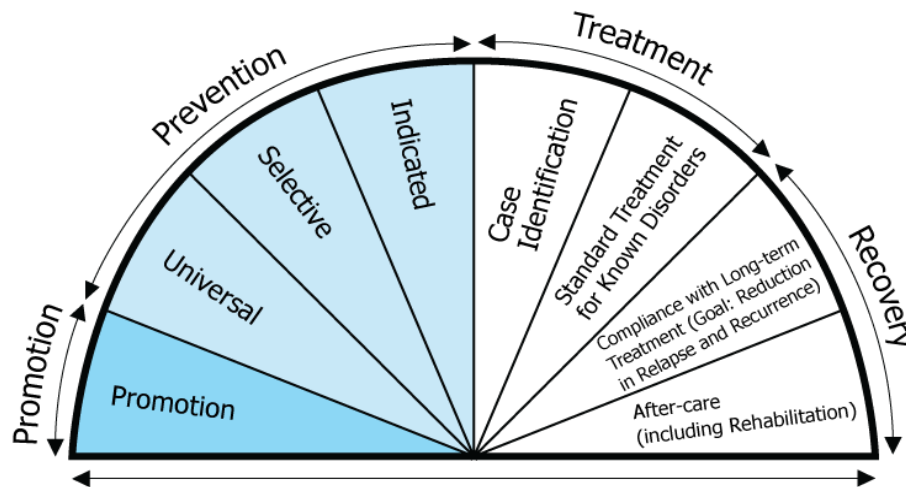 Promotion
Prevention
Treatment
Recovery
Promotion
Universal
Selective
Indicated
Case
Identification
Standard Treatment
for Known Disorders
Compliance with Long-term
Treatment (Goal: Reduction
in Relapse and Recurrence)
After-care
(including Rehabilitation)